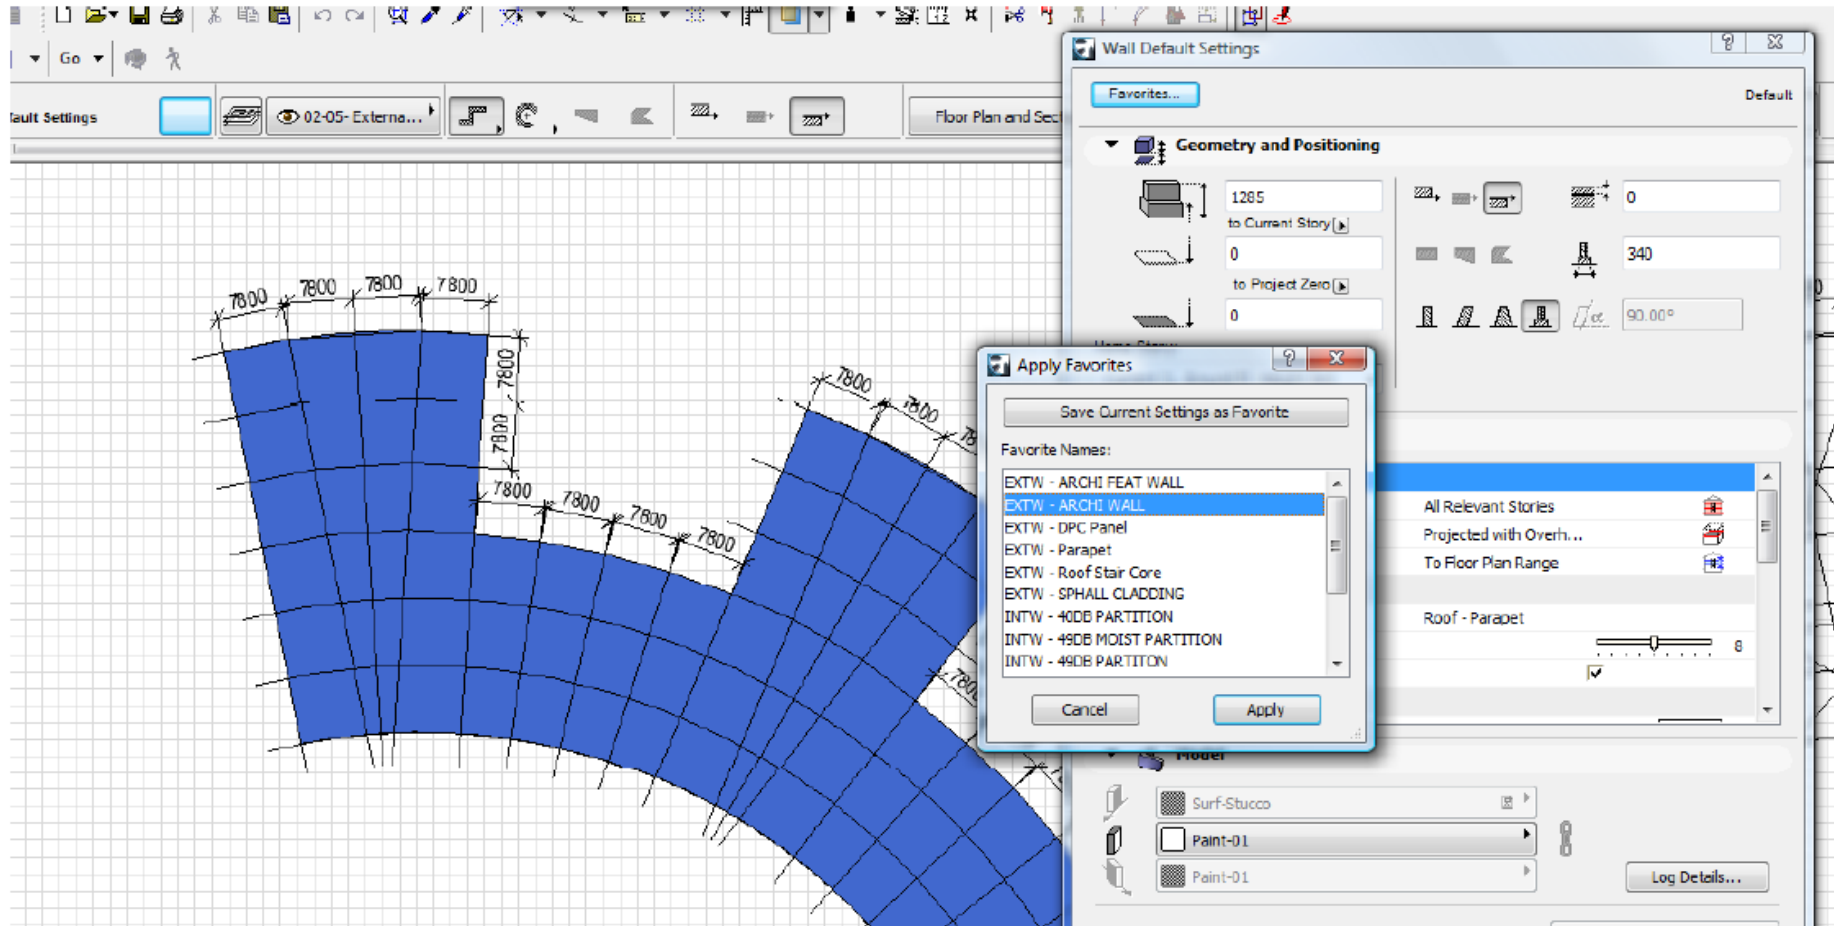 Wall Default Settings
Go
Favorites...
Default
ault Settings
02-05- Externa...
Floor Plan and Sect
Geometry and Positioning
1285
0
to Current Story
0
340
to Project Zero
0
90.00°
7800
7800
7800
7800
7800
7800
7800
7800
7800
7800
7800
7800
Apply Favorites
Save Current Settings as Favorite
Favorite Names:
EXTW - ARCHI FEAT WALL
EXTW - ARCHI WALL
EXTW - DPC Panel
EXTW - Parapet
EXTW - Roof Stair Core
EXTW - SPHALL CLADDING
INTW - 40DB PARTITION
INTW - 49DB MOIST PARTITION
INTW - 49DB PARTITON
Cancel
Apply
All Relevant Stories
Projected with Overh...
To Floor Plan Range
Roof - Parapet
8
Model
Surf-Stucco
Paint-01
Paint-01
Log Details...